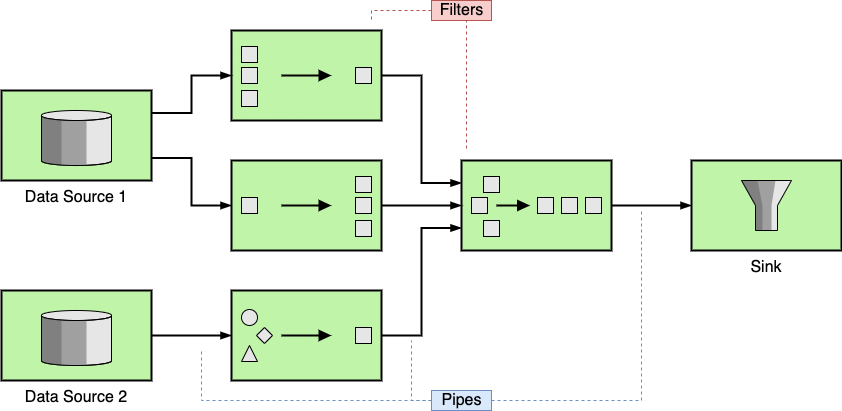 Filters
Data Source 1
Sink
Data Source 2
Pipes